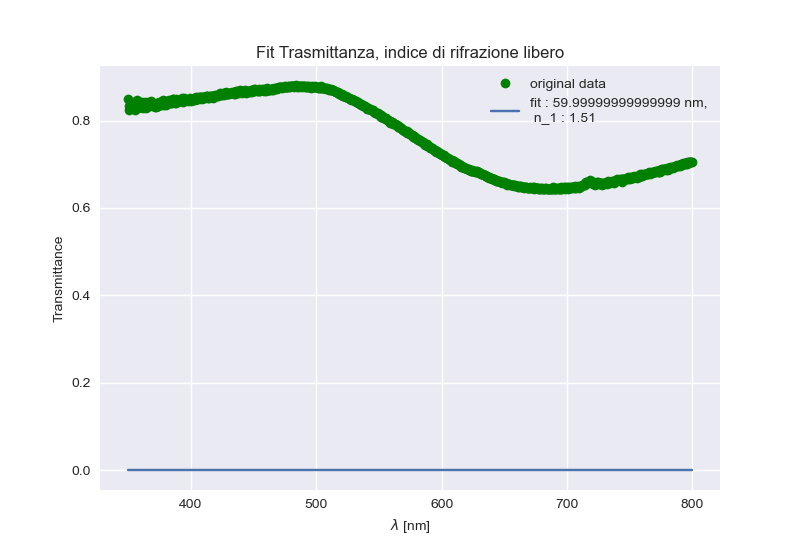 Fit Trasmittanza, indice di rifrazione libero
original data
fit : 59.99999999999999 nm,
n_1 : 1.51
Transmittance
0.8
0.6
0.4
0.2
0.0
400
500
600
700
800
λ [nm]